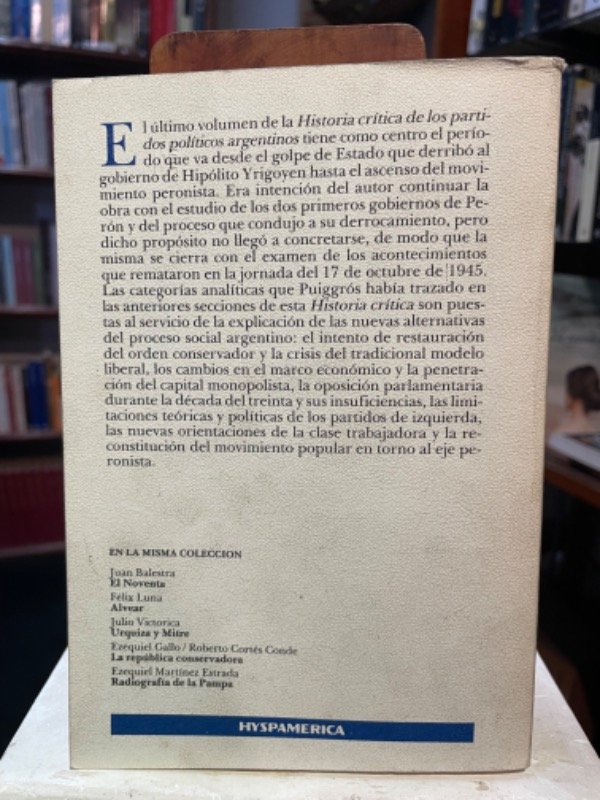 El último volumen de la Historia crítica de los parti-
dos políticos argentinos tiene como centro el perío-
do que va desde el golpe de Estado que derribó al
gobierno de Hipólito Yrigoyen hasta el ascenso del movi-
miento peronista. Era intención del autor continuar la
obra con el estudio de los dos primeros gobiernos de Pe-
rón y del proceso que condujo a su derrocamiento, pero
dicho propósito no llegó a concretarse, de modo que la
misma se cierra con el examen de los acontecimientos
que remataron en la jornada del 17 de octubre de 1945.
Las categorías analíticas que Puiggrós había trazado en
las anteriores secciones de esta Historia crítica son pues-
tas al servicio de la explicación de las nuevas alternativas
del proceso social argentino: el intento de restauración
del orden conservador y la crisis del tradicional modelo
liberal, los cambios en el marco económico y la penetra-
ción del capital monopolista, la oposición parlamentaria
durante la década del treinta y sus insuficiencias, las limi-
taciones teóricas y políticas de los partidos de izquierda,
las nuevas orientaciones de la clase trabajadora y la re-
constitución del movimiento popular en torno al eje pe-
ronista.
EN LA MISMA COLECCION
Juan Balestra
El Noventa
Félix Luna
Alvear
Julio Victorica
Urquiza y Mitre
Ezequiel Gallo / Roberto Cortés Conde
La república conservadora
Ezequiel Martínez Estrada
Radiografía de la Pampa
HYSPAMERICA